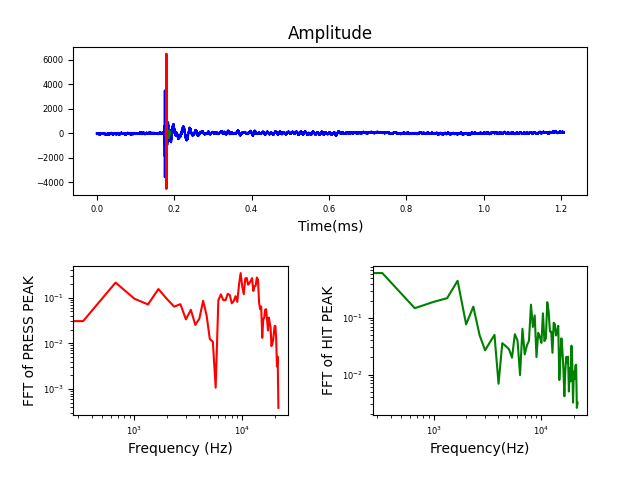 Amplitude
6000
4000
2000
0
−2000
−4000
0.0 0.2 0.4 0.6 0.8 1.0 1.2
Time(ms)
FFT of PRESS PEAK
10⁻¹
10⁻²
10⁻³
10³ 10⁴
Frequency (Hz)
FFT of HIT PEAK
10⁻¹
10⁻²
10³ 10⁴
Frequency(Hz)